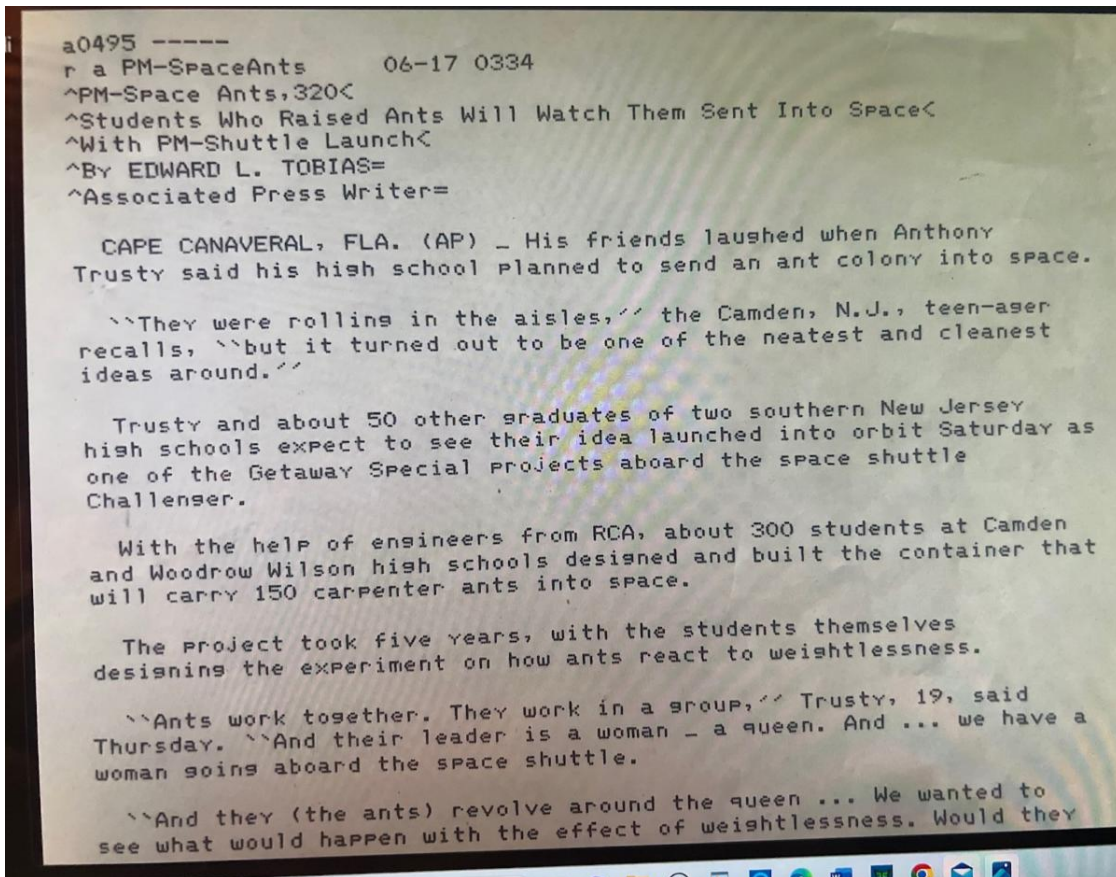 a0495 -----
r a PM-SpaceAnts 06-17 0334
^PM-Space Ants,320<
^Students Who Raised Ants Will Watch Them Sent Into Space<
^With PM-Shuttle Launch<
^By EDWARD L. TOBIAS=
^Associated Press Writer=
CAPE CANAVERAL, FLA. (AP) _ His friends laughed when Anthony
Trusty said his high school planned to send an ant colony into space.
``They were rolling in the aisles,'' the Camden, N.J., teen-ager
recalls, ``but it turned out to be one of the neatest and cleanest
ideas around.''
Trusty and about 50 other graduates of two southern New Jersey
high schools expect to see their idea launched into orbit Saturday as
one of the Getaway Special projects aboard the space shuttle
Challenger.
With the help of engineers from RCA, about 300 students at Camden
and Woodrow Wilson high schools designed and built the container that
will carry 150 carpenter ants into space.
The project took five years, with the students themselves
designing the experiment on how ants react to weightlessness.
``Ants work together. They work in a group,'' Trusty, 19, said
Thursday. ``And their leader is a woman _ a queen. And ... we have a
woman going aboard the space shuttle.
``And they (the ants) revolve around the queen ... We wanted to
see what would happen with the effect of weightlessness. Would they